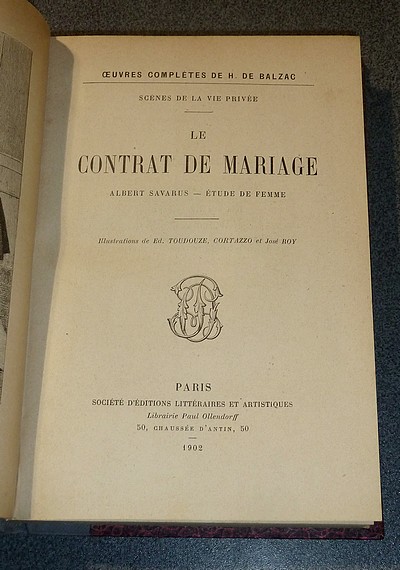 ŒUVRES COMPLÈTES DE H. DE BALZAC
SCENES DE LA VIE PRIVÉE
LE
CONTRAT DE MARIAGE
ALBERT SAVARUS — ÉTUDE DE FEMME
Illustrations de Ed. TOUDOUZE, CORTAZZO et José ROY
PARIS
SOCIÉTÉ D'ÉDITIONS LITTÉRAIRES ET ARTISTIQUES
Librairie Paul Ollendorff
50, CHAUSSÉE D'ANTIN, 50
1902